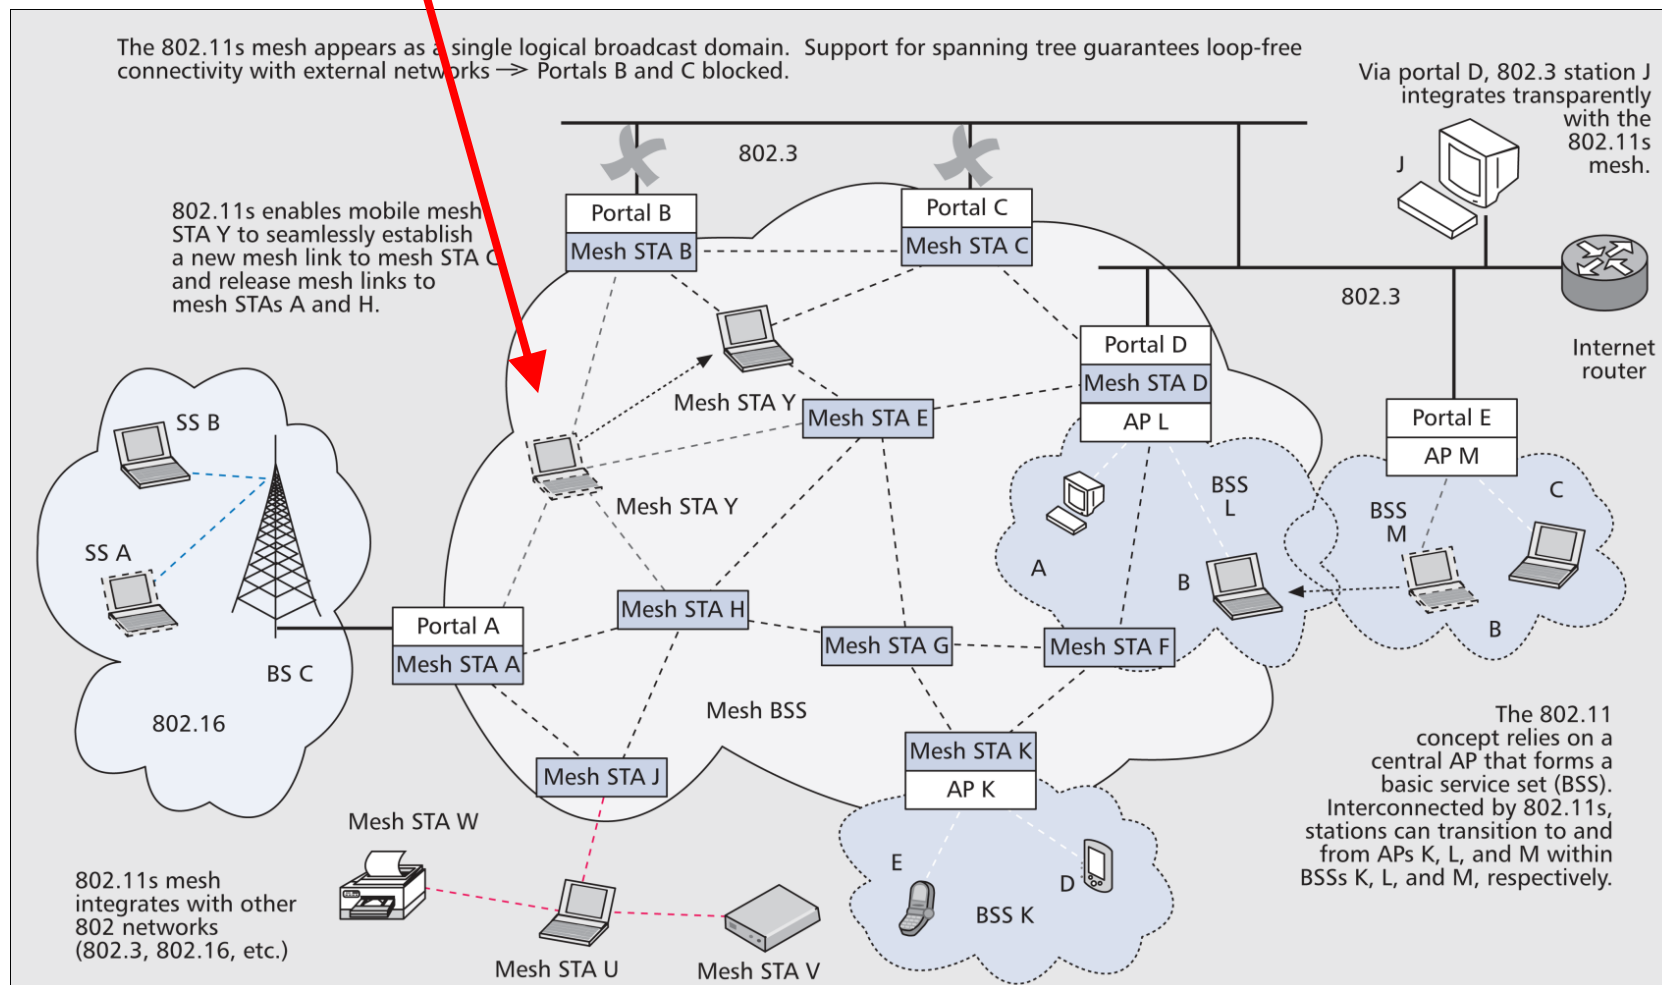 The 802.11s mesh appears as a single logical broadcast domain.  Support for spanning tree guarantees loop-free
connectivity with external networks → Portals B and C blocked.
Via portal D, 802.3 station J
integrates transparently
with the
802.11s
mesh.
J
802.3
802.11s enables mobile mesh
STA Y to seamlessly establish
a new mesh link to mesh STA C
and release mesh links to
mesh STAs A and H.
Portal B
Mesh STA B
Portal C
Mesh STA C
802.3
Internet
router
Portal D
Mesh STA D
AP L
Mesh STA Y
Mesh STA E
Portal E
AP M
SS B
Mesh STA Y
BSS
L
BSS
M
C
SS A
A
B
B
Portal A
Mesh STA A
Mesh STA H
Mesh STA G
Mesh STA F
BS C
802.16
Mesh BSS
Mesh STA J
Mesh STA K
AP K
The 802.11
concept relies on a
central AP that forms a
basic service set (BSS).
Interconnected by 802.11s,
stations can transition to and
from APs K, L, and M within
BSSs K, L, and M, respectively.
Mesh STA W
E
D
BSS K
802.11s mesh
integrates with other
802 networks
(802.3, 802.16, etc.)
Mesh STA U
Mesh STA V